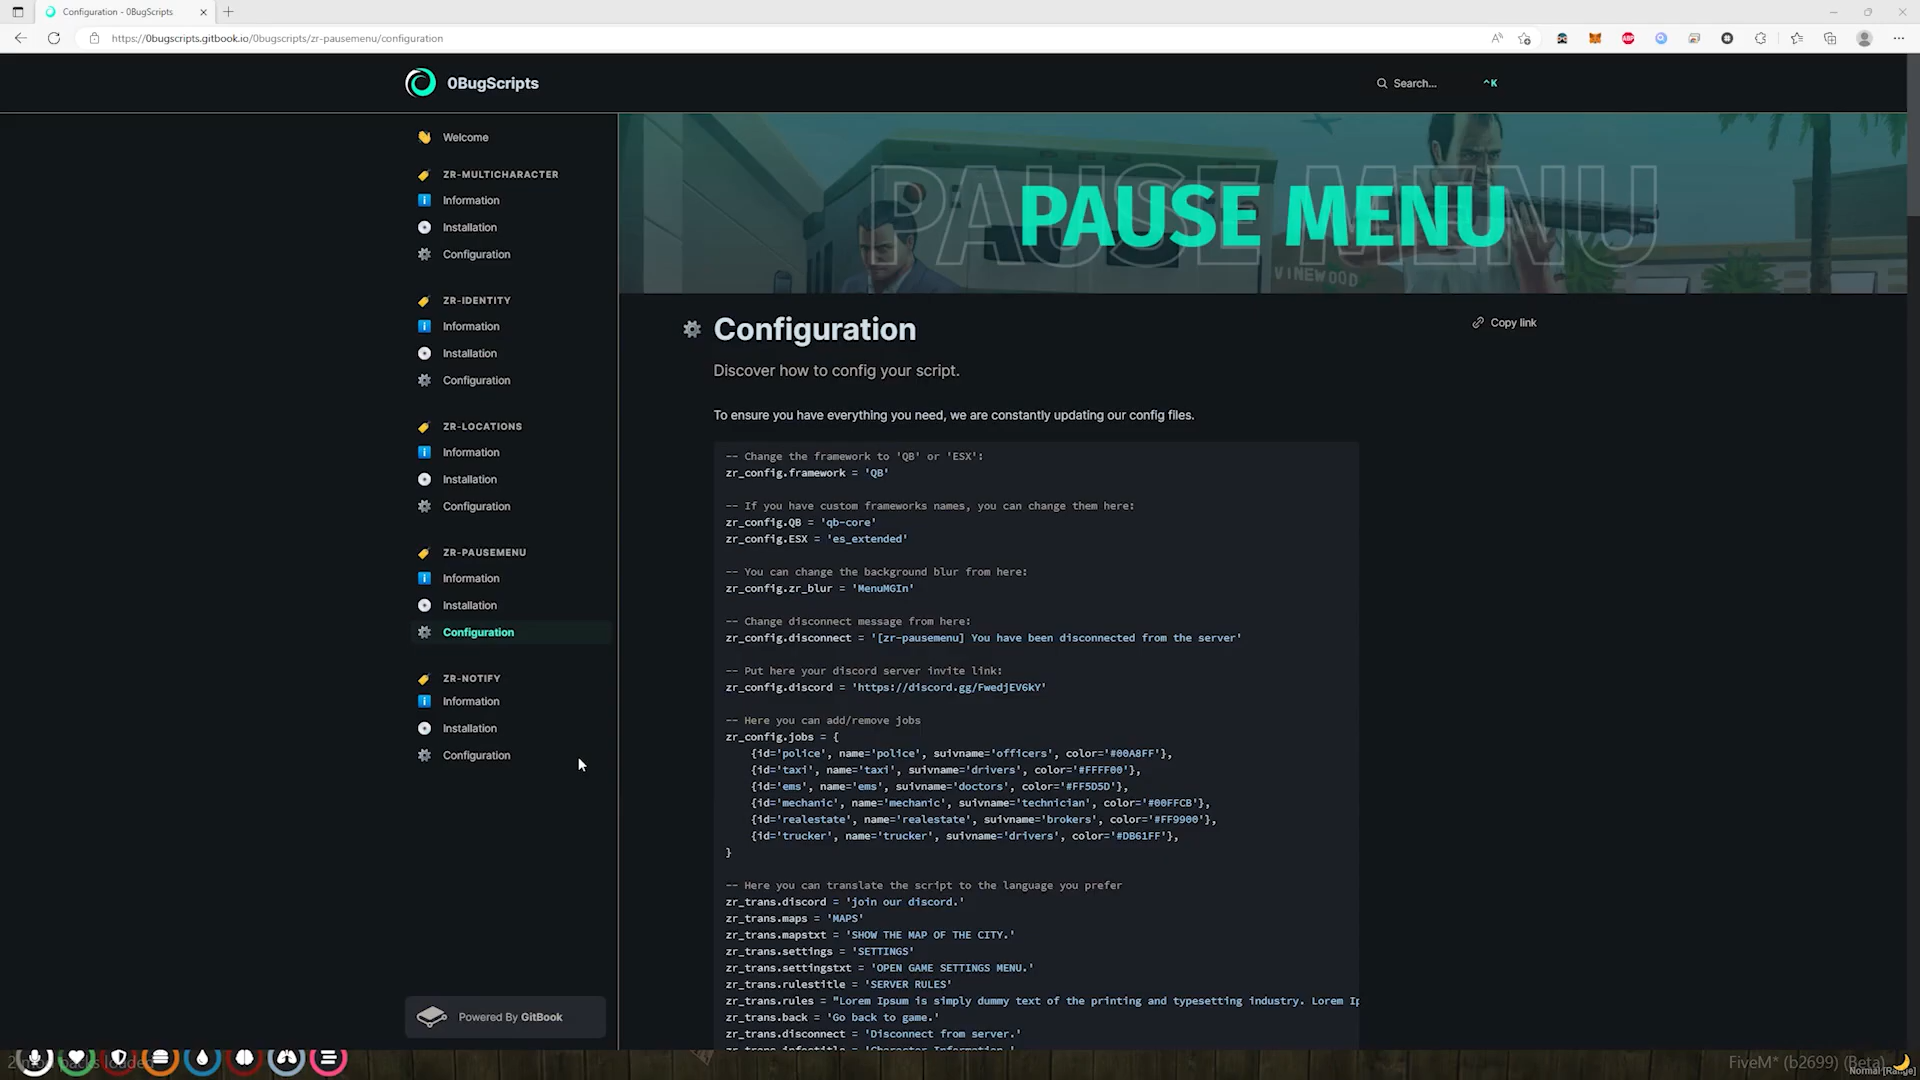 Configuration - 0BugScripts
https://0bugscripts.gitbook.io/0bugscripts/zr-pausemenu/configuration
0BugScripts
Search...
⌃K
Welcome
ZR-MULTICHARACTER
Information
Installation
Configuration
ZR-IDENTITY
Information
Installation
Configuration
ZR-LOCATIONS
Information
Installation
Configuration
ZR-PAUSEMENU
Information
Installation
Configuration
ZR-NOTIFY
Information
Installation
Configuration
Powered By GitBook
PAUSE MENU
PAUSE MENU
VINEWOOD
Configuration
Copy link
Discover how to config your script.
To ensure you have everything you need, we are constantly updating our config files.
-- Change the framework to 'QB' or 'ESX':
zr_config.framework = 'QB'
-- If you have custom frameworks names, you can change them here:
zr_config.QB = 'qb-core'
zr_config.ESX = 'es_extended'
-- You can change the background blur from here:
zr_config.zr_blur = 'MenuMGIn'
-- Change disconnect message from here:
zr_config.disconnect = '[zr-pausemenu] You have been disconnected from the server'
-- Put here your discord server invite link:
zr_config.discord = 'https://discord.gg/FwedjEV6kY'
-- Here you can add/remove jobs
zr_config.jobs = {
{id='police', name='police', suivname='officers', color='#00A8FF'},
{id='taxi', name='taxi', suivname='drivers', color='#FFFF00'},
{id='ems', name='ems', suivname='doctors', color='#FF5D5D'},
{id='mechanic', name='mechanic', suivname='technician', color='#00FFCB'},
{id='realestate', name='realestate', suivname='brokers', color='#FF9900'},
{id='trucker', name='trucker', suivname='drivers', color='#DB61FF'},
}
-- Here you can translate the script to the language you prefer
zr_trans.discord = 'join our discord.'
zr_trans.maps = 'MAPS'
zr_trans.mapstxt = 'SHOW THE MAP OF THE CITY.'
zr_trans.settings = 'SETTINGS'
zr_trans.settingstxt = 'OPEN GAME SETTINGS MENU.'
zr_trans.rulestitle = 'SERVER RULES'
zr_trans.rules = "Lorem Ipsum is simply dummy text of the printing and typesetting industry. Lorem Ip
zr_trans.back = 'Go back to game.'
zr_trans.disconnect = 'Disconnect from server.'
FiveM* (b2699) (Beta)
Normal [Range]